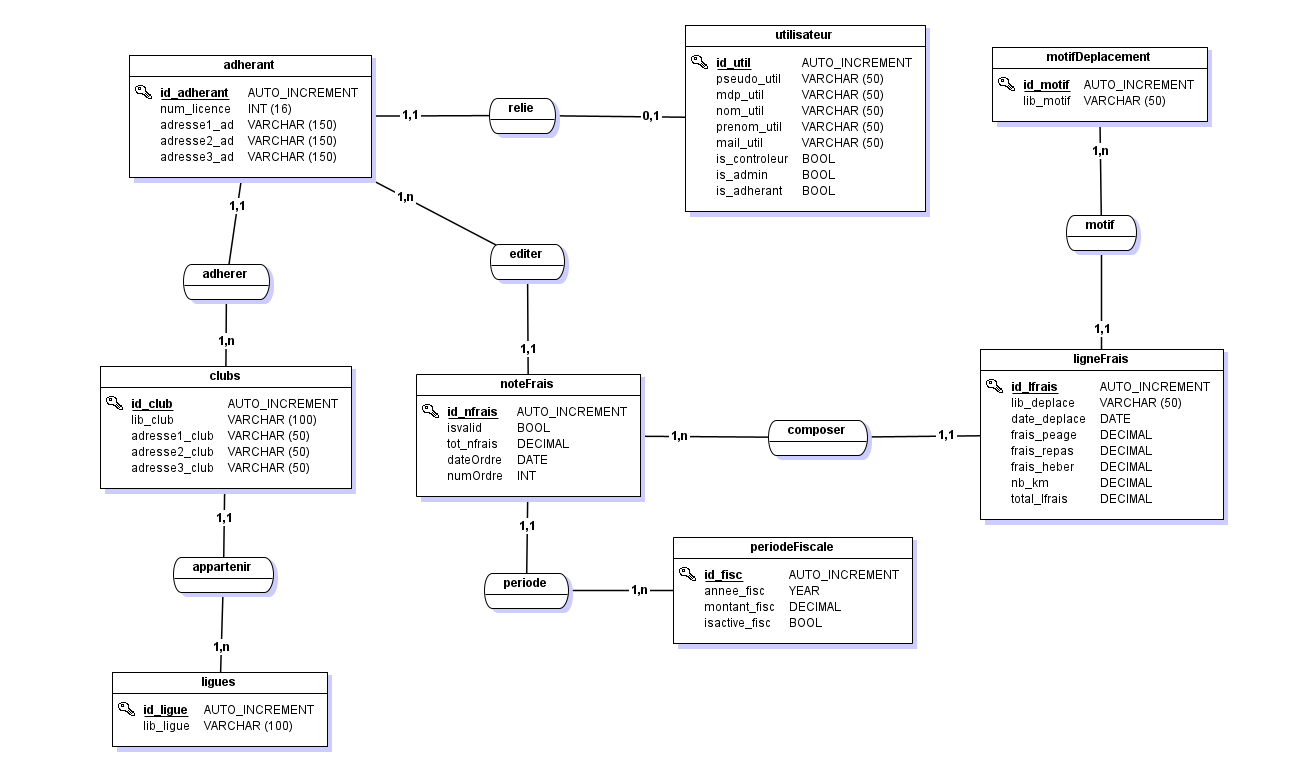 adherant
id_adherant AUTO_INCREMENT
num_licence INT (16)
adresse1_ad VARCHAR (150)
adresse2_ad VARCHAR (150)
adresse3_ad VARCHAR (150)
1,1
relie
0,1
utilisateur
id_util AUTO_INCREMENT
pseudo_util VARCHAR (50)
mdp_util VARCHAR (50)
nom_util VARCHAR (50)
prenom_util VARCHAR (50)
mail_util VARCHAR (50)
is_controleur BOOL
is_admin BOOL
is_adherant BOOL
motifDeplacement
id_motif AUTO_INCREMENT
lib_motif VARCHAR (50)
1,n
motif
1,1
1,1
adherer
1,n
1,n
editer
1,1
clubs
id_club AUTO_INCREMENT
lib_club VARCHAR (100)
adresse1_club VARCHAR (50)
adresse2_club VARCHAR (50)
adresse3_club VARCHAR (50)
noteFrais
id_nfrais AUTO_INCREMENT
isvalid BOOL
tot_nfrais DECIMAL
dateOrdre DATE
numOrdre INT
1,n
composer
1,1
ligneFrais
id_lfrais AUTO_INCREMENT
lib_deplace VARCHAR (50)
date_deplace DATE
frais_peage DECIMAL
frais_repas DECIMAL
frais_heber DECIMAL
nb_km DECIMAL
total_lfrais DECIMAL
1,1
appartenir
1,n
1,1
periode
1,n
periodeFiscale
id_fisc AUTO_INCREMENT
annee_fisc YEAR
montant_fisc DECIMAL
isactive_fisc BOOL
ligues
id_ligue AUTO_INCREMENT
lib_ligue VARCHAR (100)